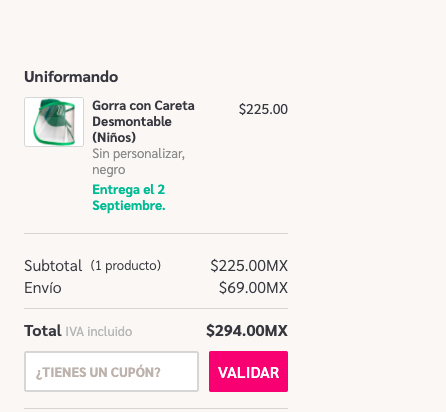 Uniformando
Gorra con Careta $225.00
Desmontable
(Niños)
Sin personalizar,
negro
Entrega el 2
Septiembre.
Subtotal (1 producto) $225.00MX
Envío $69.00MX
Total IVA incluido $294.00MX
¿TIENES UN CUPÓN? VALIDAR